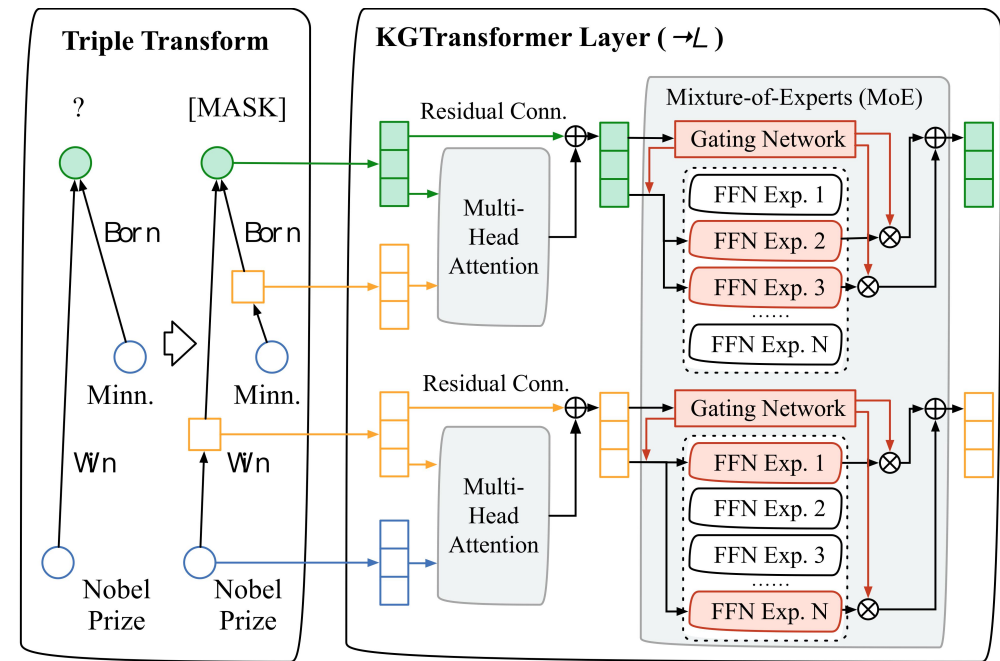 Triple Transform
?
[MASK]
Born
Born
Minn.
Minn.
Win
Win
Nobel
Prize
Nobel
Prize
KGTransformer Layer (→L)
Residual Conn.
Multi-
Head
Attention
Mixture-of-Experts (MoE)
Gating Network
FFN Exp. 1
FFN Exp. 2
FFN Exp. 3
......
FFN Exp. N
Residual Conn.
Multi-
Head
Attention
Gating Network
FFN Exp. 1
FFN Exp. 2
FFN Exp. 3
......
FFN Exp. N